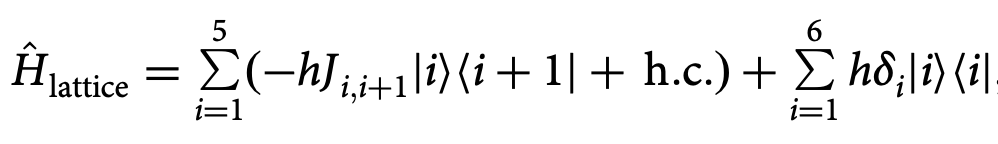 Ĥ_lattice = ∑_{i=1}^{5}(−hJ_{i,i+1}|i⟩⟨i + 1| + h.c.) + ∑_{i=1}^{6} hδ_i|i⟩⟨i|,